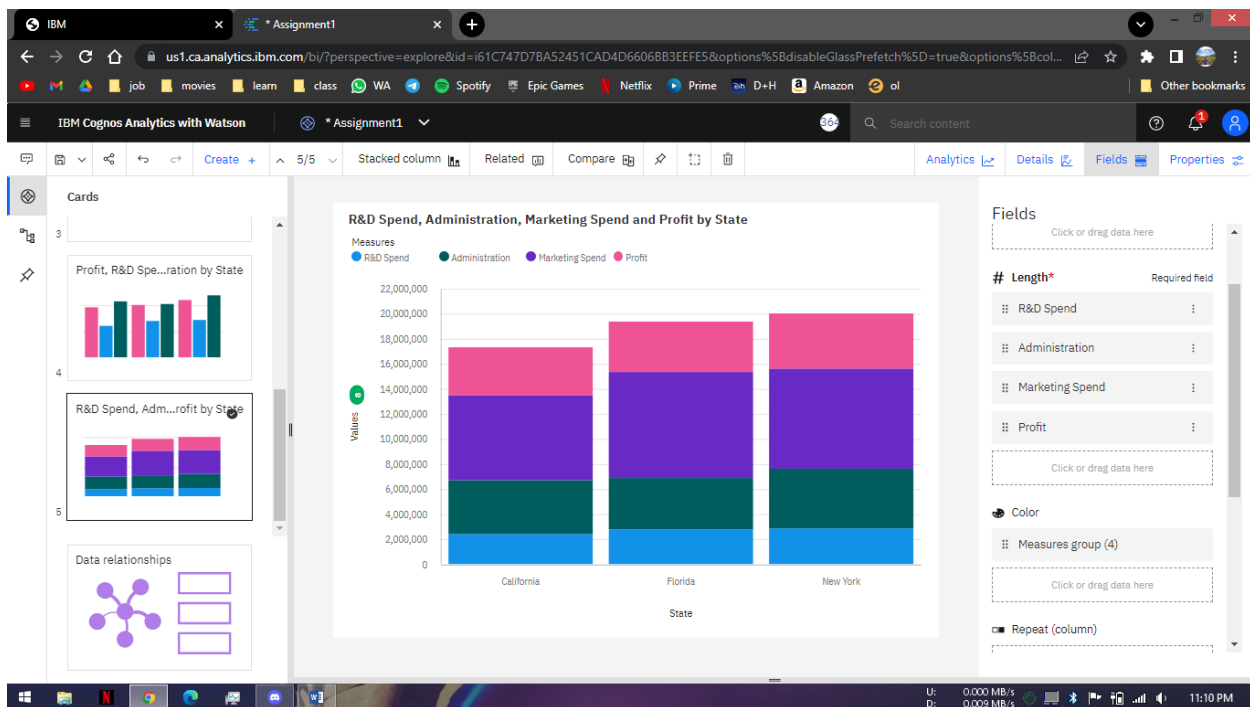 IBM
* Assignment1
us1.ca.analytics.ibm.com/bi/?perspective=explore&id=i61C747D7BA52451CAD4D6606BB3EEFE5&options%5BdisableGlassPrefetch%5D=true&options%5Bcol...
job movies learn class WA Spotify Epic Games Netflix Prime D+H Amazon ol Other bookmarks
IBM Cognos Analytics with Watson * Assignment1 364 Search content 1
Create + 5/5 Stacked column Related Compare Analytics Details Fields Properties
Cards
3
Profit, R&D Spe...ration by State
4
R&D Spend, Adm...rofit by State
5
Data relationships
R&D Spend, Administration, Marketing Spend and Profit by State
Measures
R&D Spend Administration Marketing Spend Profit
22,000,000
20,000,000
18,000,000
16,000,000
14,000,000
12,000,000
10,000,000
8,000,000
6,000,000
4,000,000
2,000,000
0
Values
California Florida New York
State
Fields
Click or drag data here
# Length* Required field
R&D Spend
Administration
Marketing Spend
Profit
Click or drag data here
Color
Measures group (4)
Click or drag data here
Repeat (column)
U: 0.000 MB/s
D: 0.009 MB/s
11:10 PM